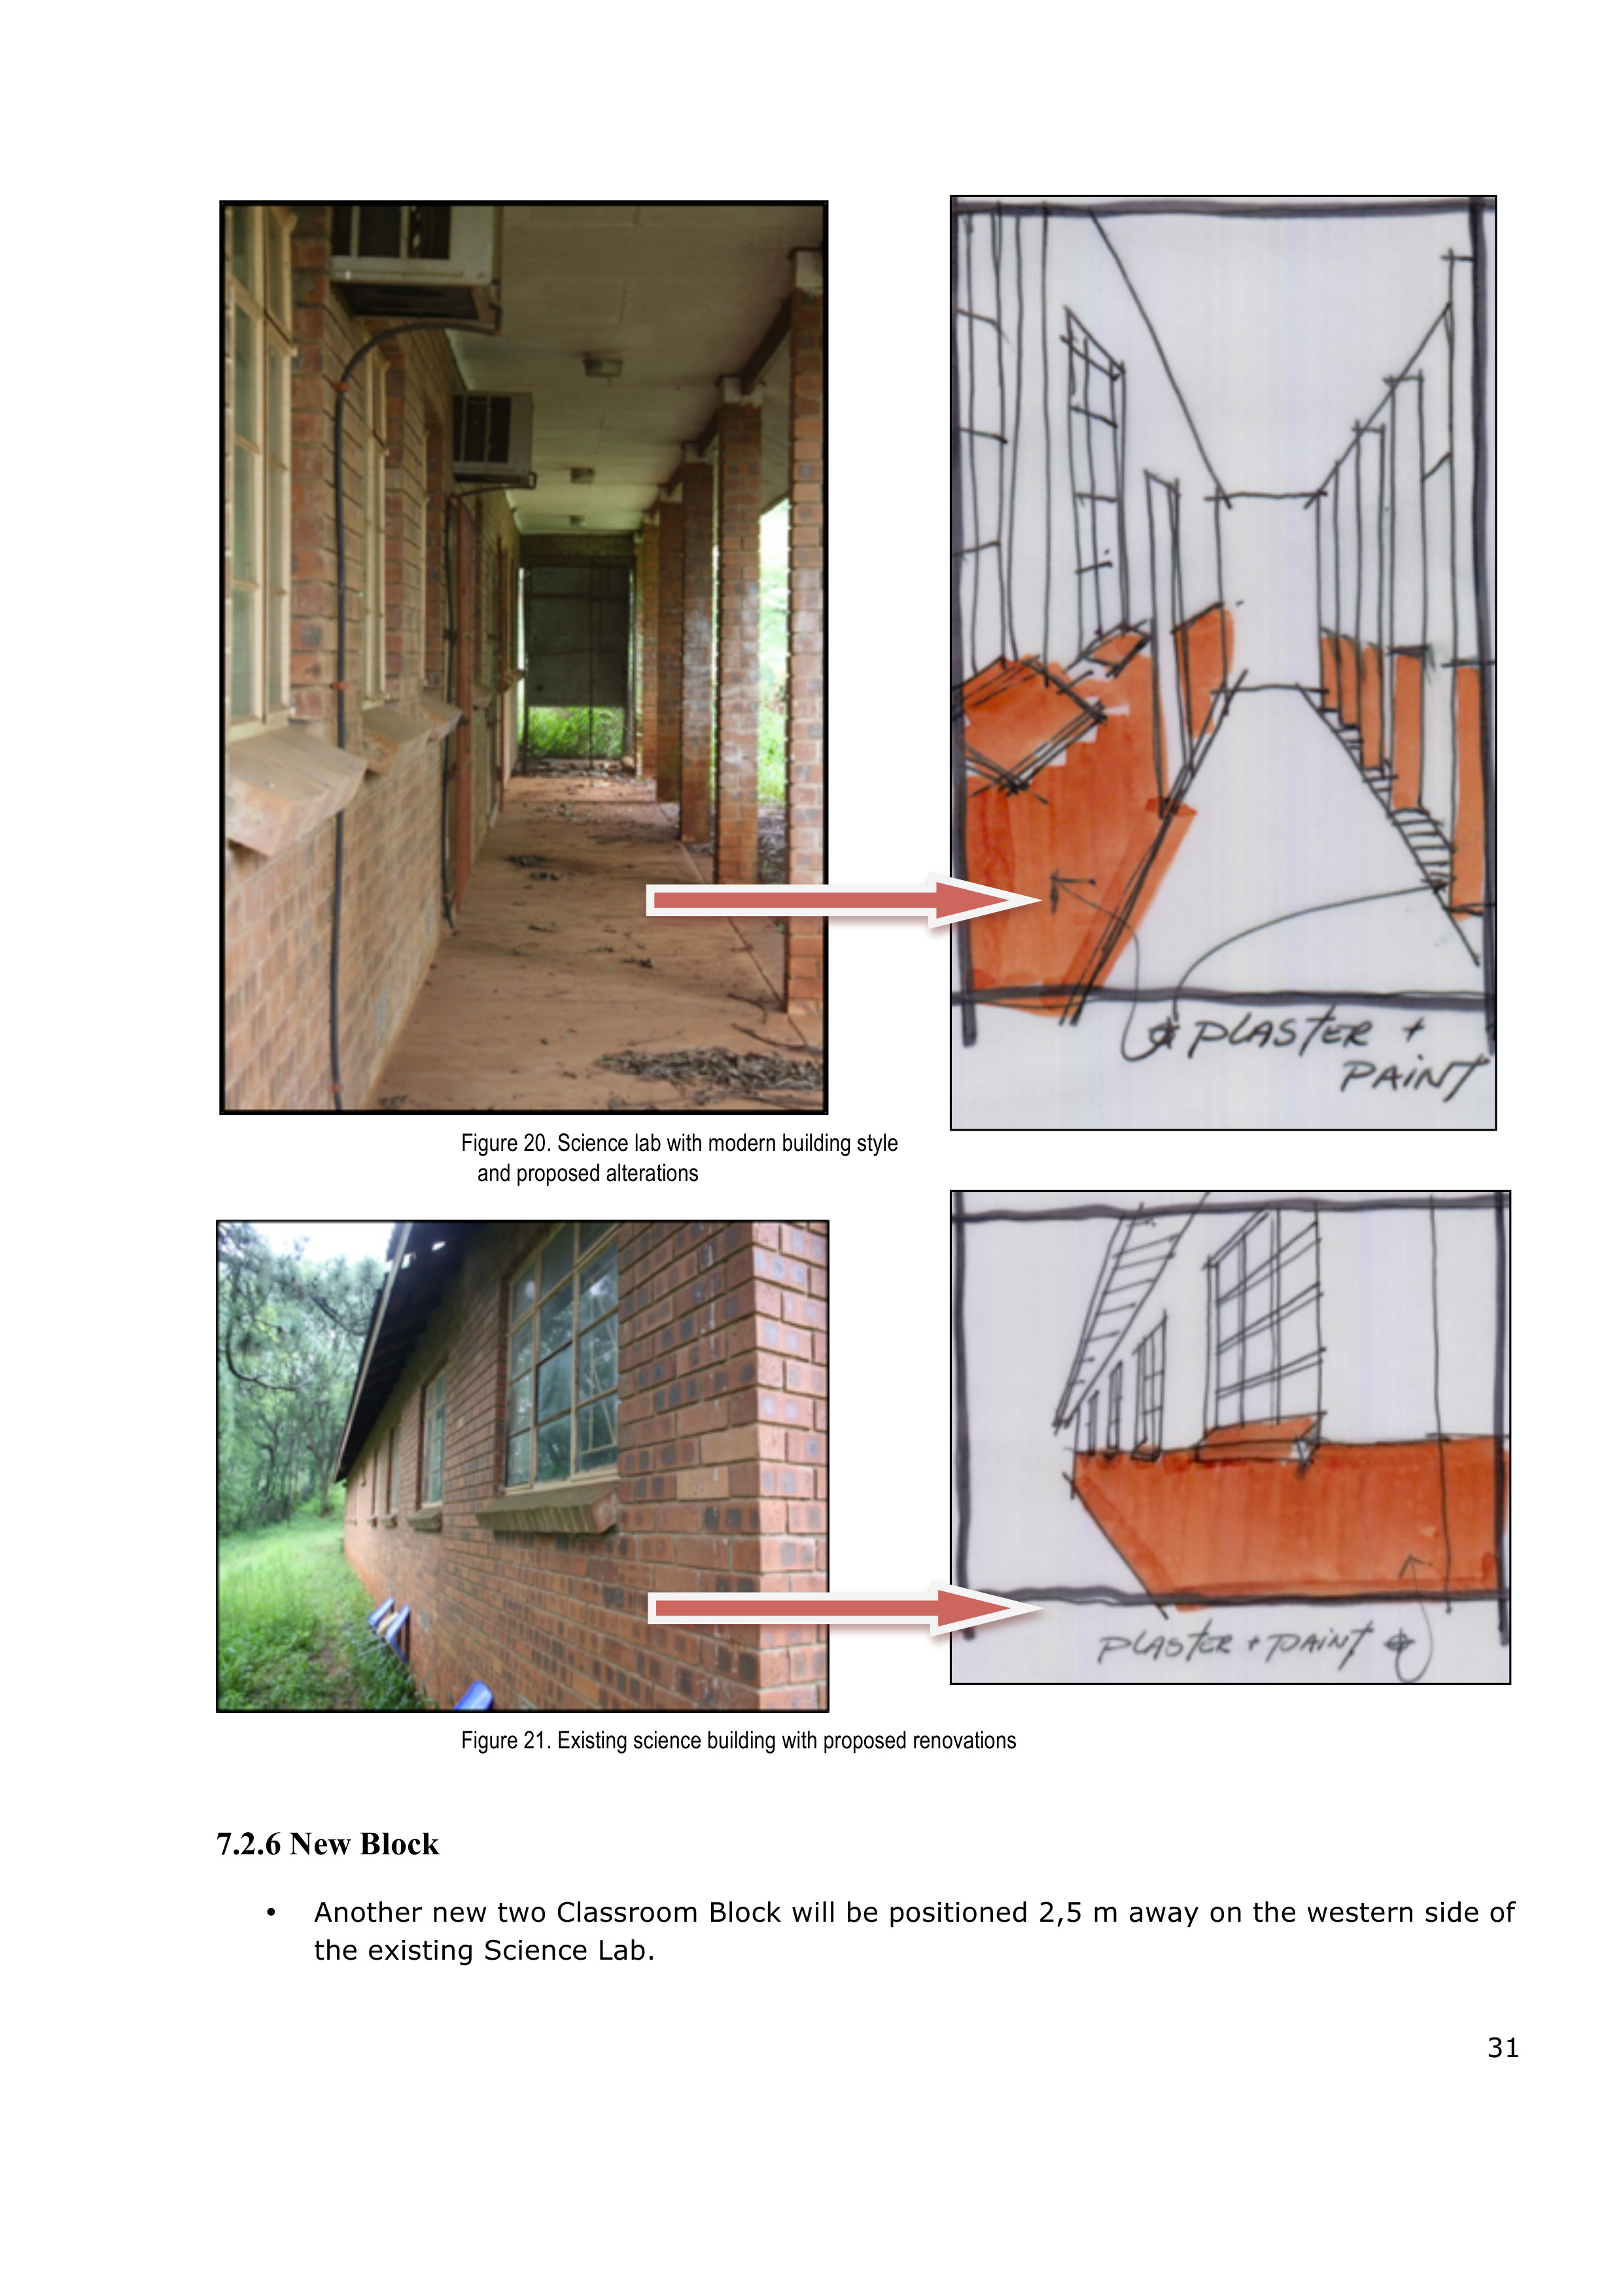 PLASTER +
PAINT
Figure 20. Science lab with modern building style
and proposed alterations
PLASTER + PAINT
Figure 21. Existing science building with proposed renovations
7.2.6 New Block
• Another new two Classroom Block will be positioned 2,5 m away on the western side of
the existing Science Lab.
31